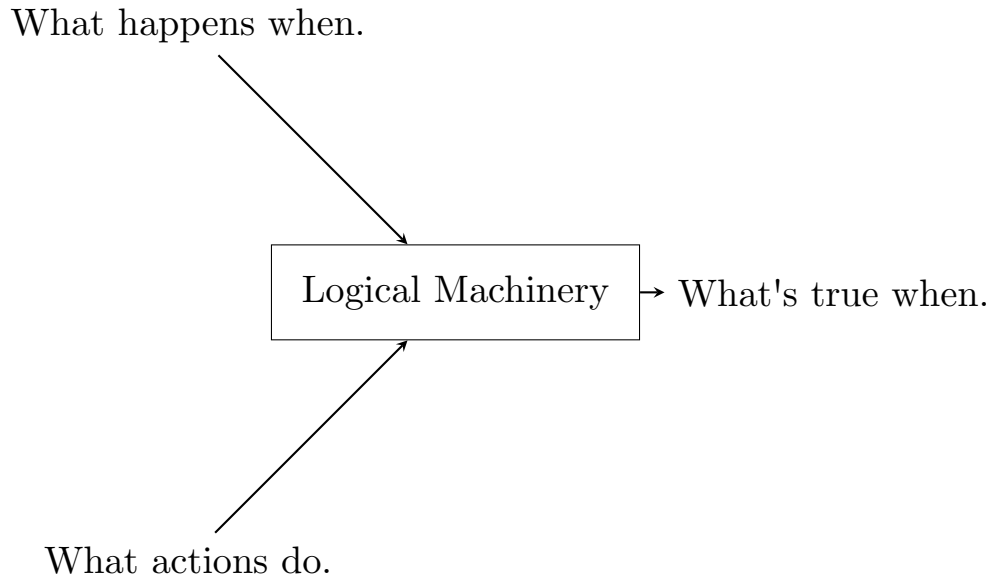 What happens when.
Logical Machinery
What's true when.
What actions do.